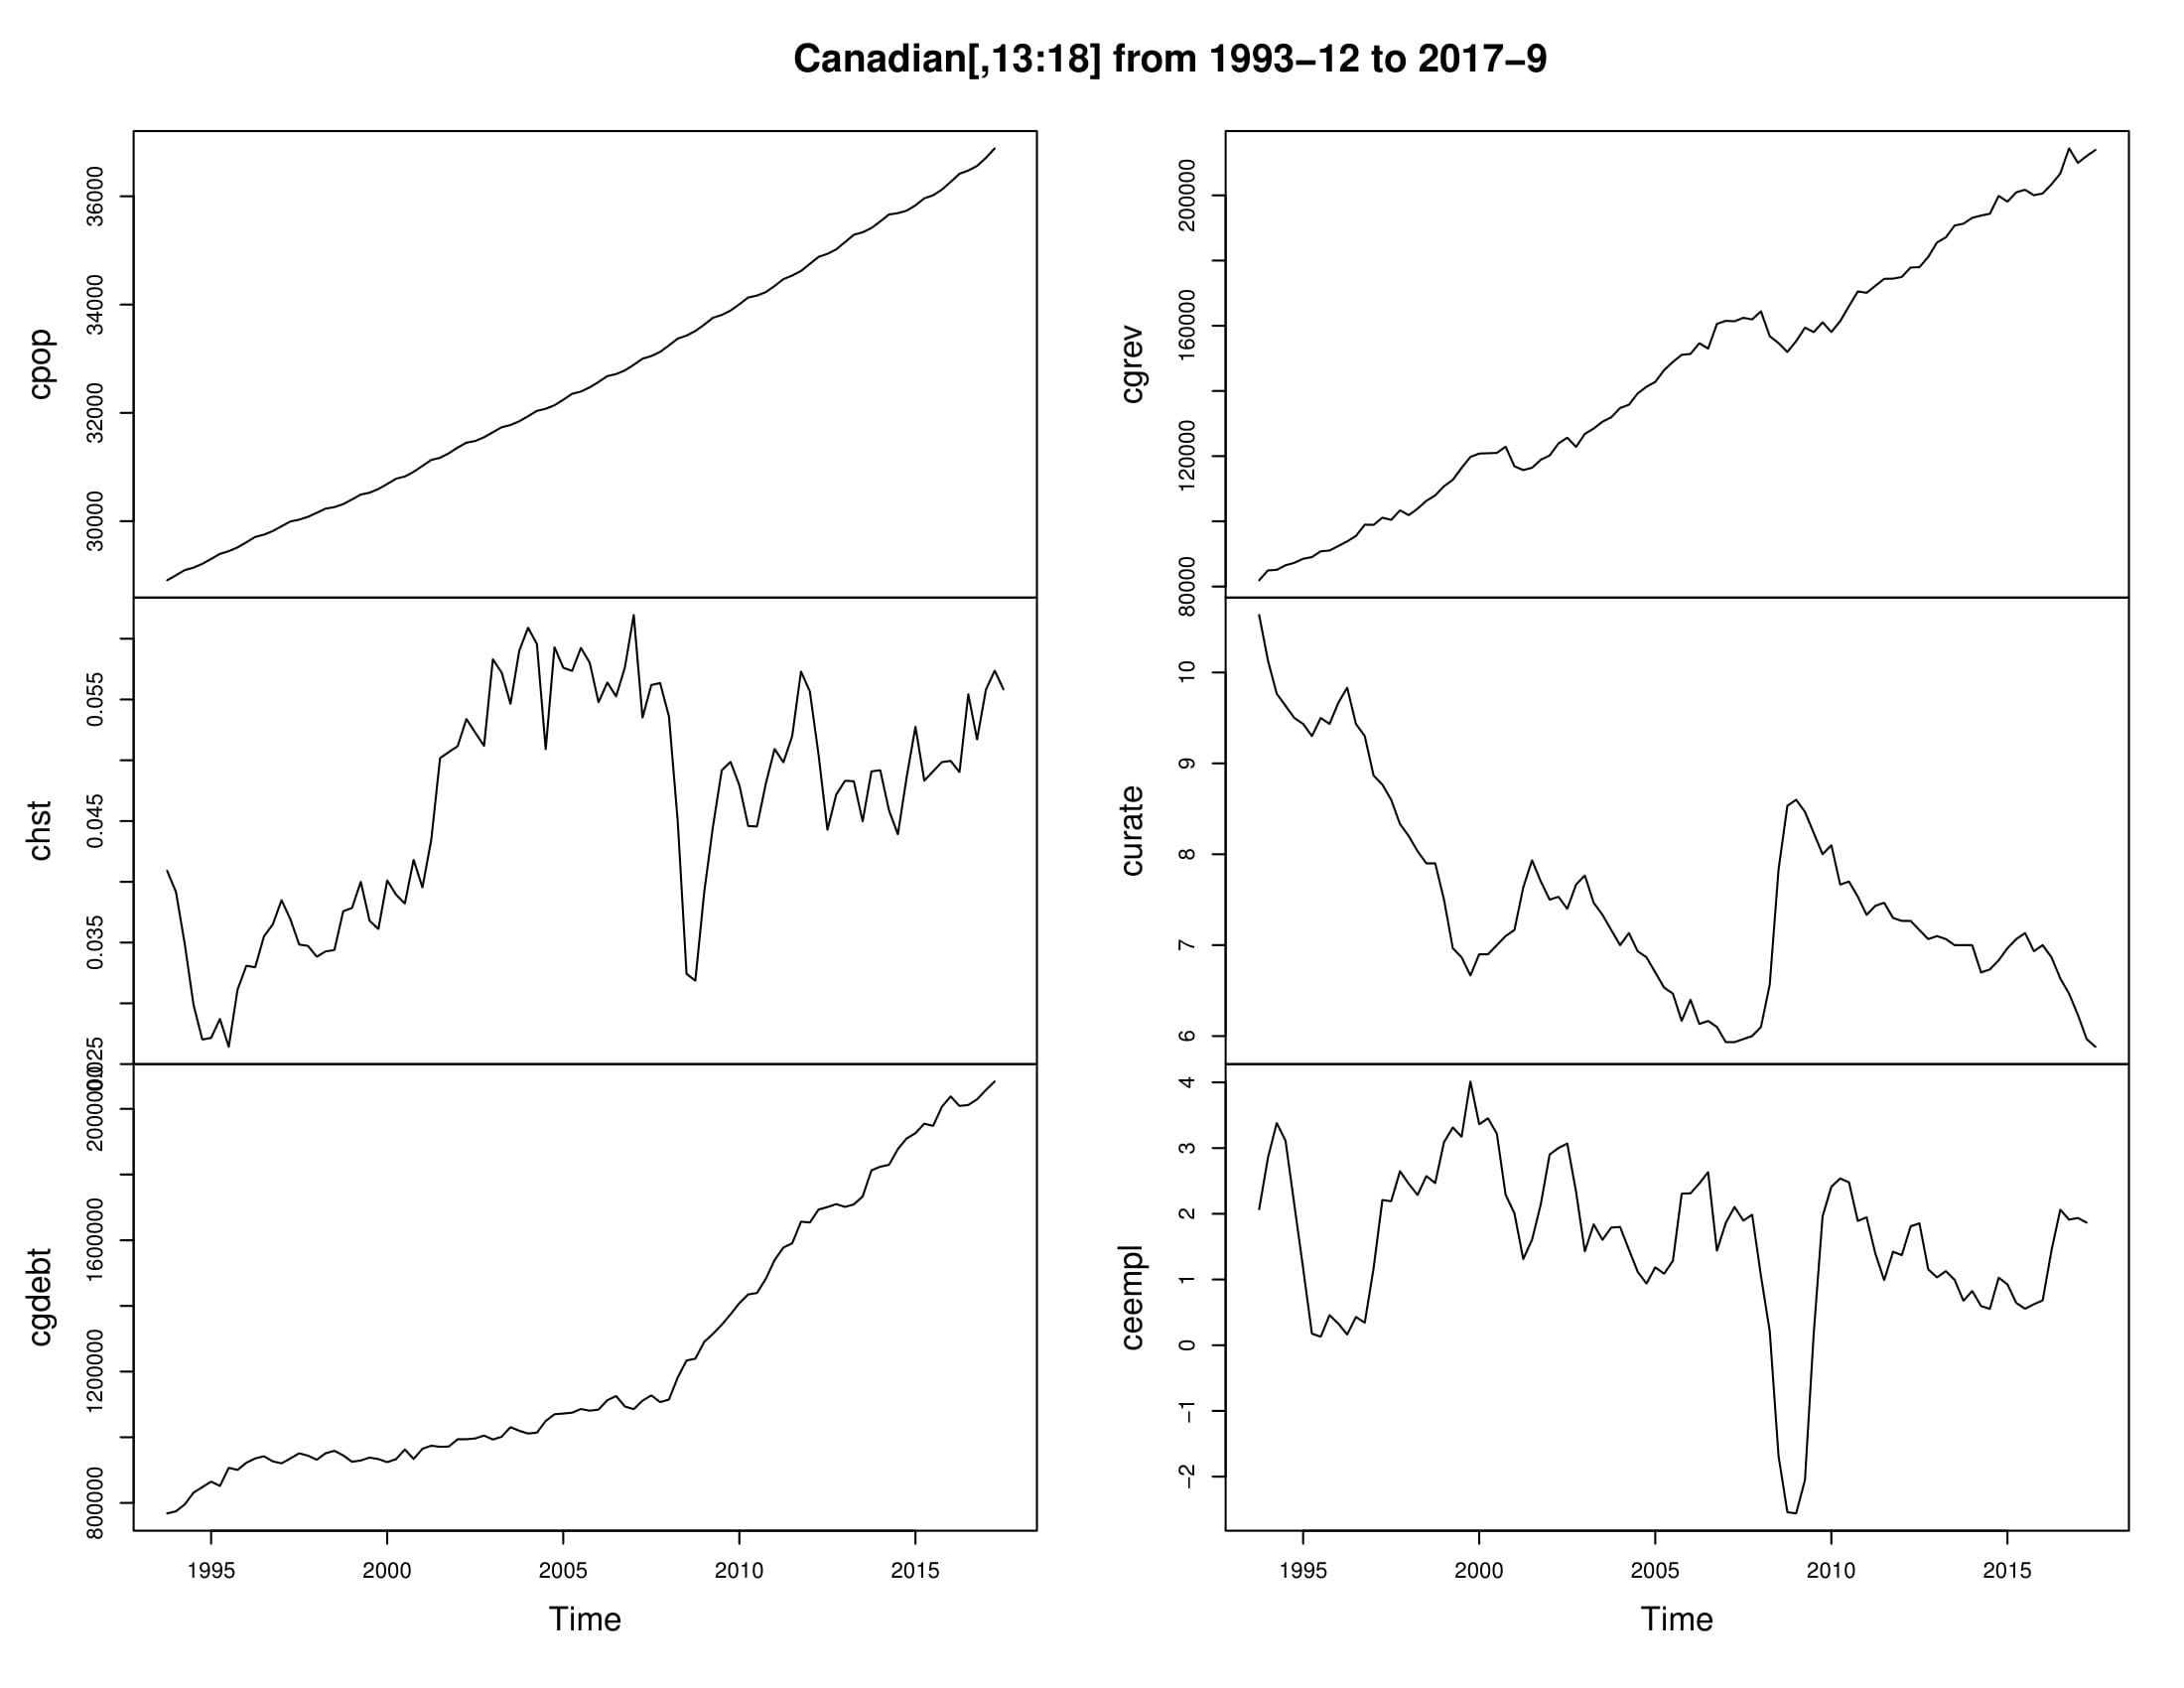 Canadian[,13:18] from 1993−12 to 2017−9
cpop
30000 32000 34000 36000
chst
0.025 0.035 0.045 0.055
cgdebt
800000 1200000 1600000 2000000
1995 2000 2005 2010 2015
Time
cgrev
80000 120000 160000 200000
curate
6 7 8 9 10
ceempl
−2 −1 0 1 2 3 4
1995 2000 2005 2010 2015
Time